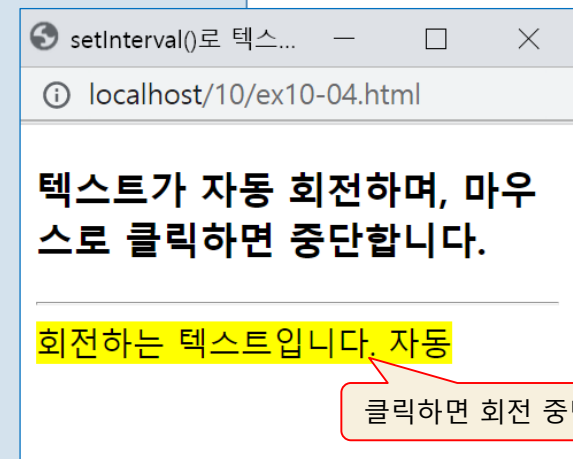 setInterval()로 텍스...
localhost/10/ex10-04.html
텍스트가 자동 회전하며, 마우
스로 클릭하면 중단합니다.
회전하는 텍스트입니다. 자동
클릭하면 회전 중